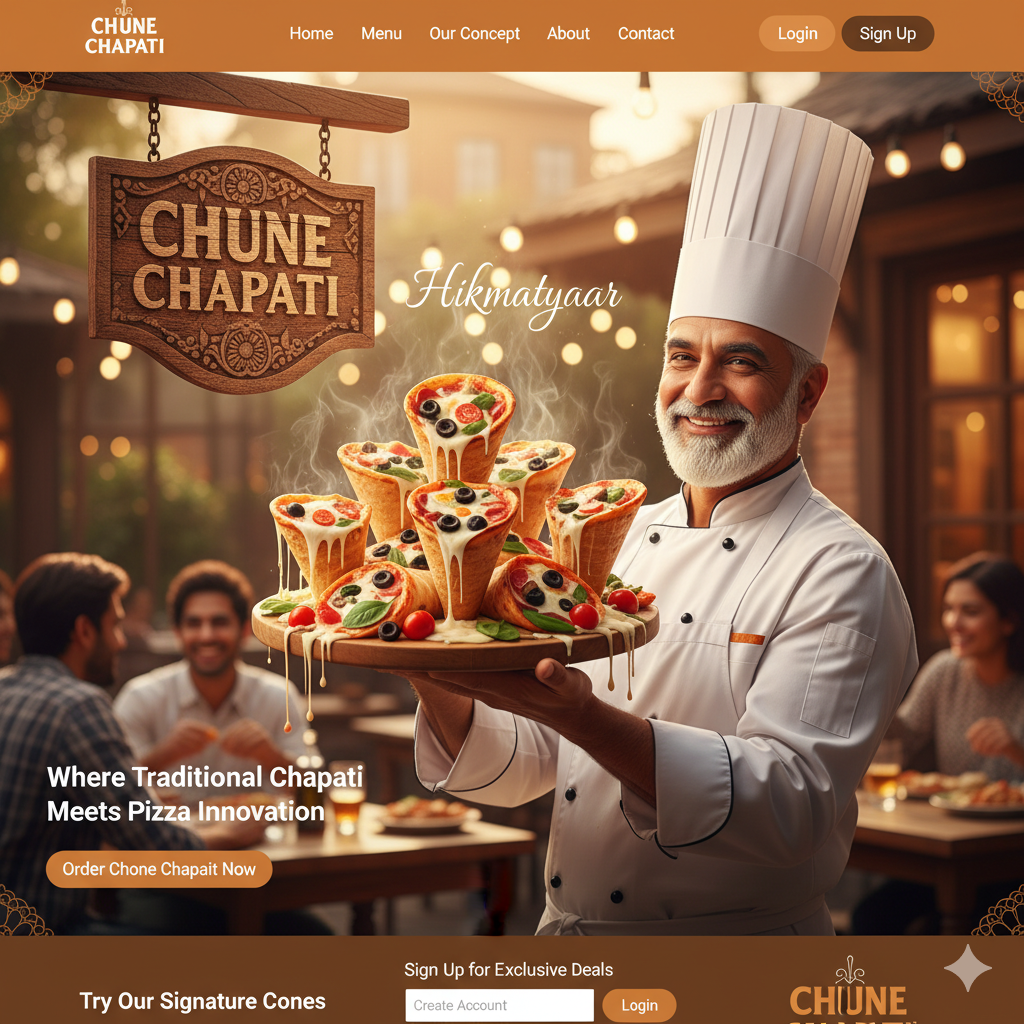 CHUNE
CHAPATI
Home Menu Our Concept About Contact Login Sign Up
CHUNE
CHAPATI
Hikmatyaar
Where Traditional Chapati
Meets Pizza Innovation
Order Chone Chapait Now
Sign Up for Exclusive Deals
Try Our Signature Cones
Create Account Login
CHUNE